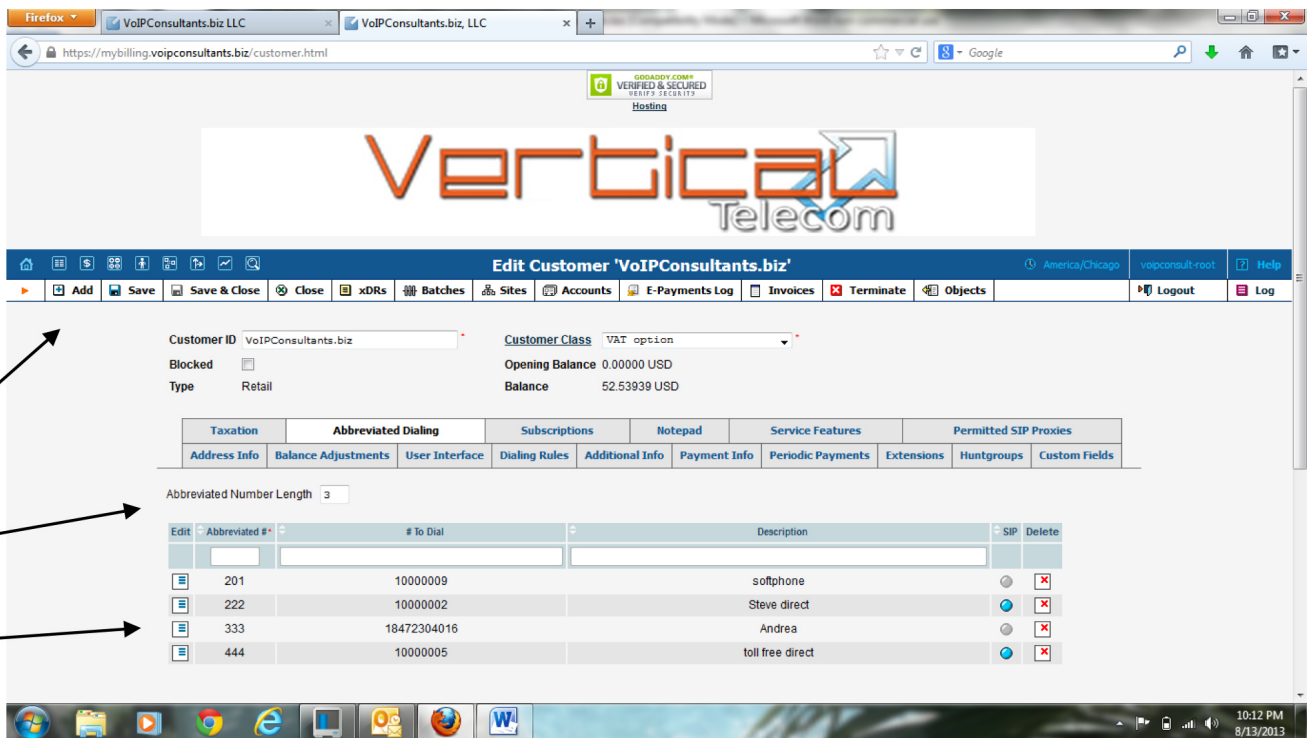 Firefox
VoIPConsultants.biz LLC
VoIPConsultants.biz, LLC
https://mybilling.voipconsultants.biz/customer.html
Google
GODADDY.COM®
VERIFIED & SECURED
VERIFY SECURITY
Hosting
Vertical
Telecom
Edit Customer 'VoIPConsultants.biz'
America/Chicago
voipconsult-root
Help
Add
Save
Save & Close
Close
xDRs
Batches
Sites
Accounts
E-Payments Log
Invoices
Terminate
Objects
Logout
Log
Customer ID VoIPConsultants.biz *
Customer Class VAT option *
Blocked
Opening Balance 0.00000 USD
Type Retail
Balance 52.53939 USD
Taxation Abbreviated Dialing Subscriptions Notepad Service Features Permitted SIP Proxies
Address Info Balance Adjustments User Interface Dialing Rules Additional Info Payment Info Periodic Payments Extensions Huntgroups Custom Fields
Abbreviated Number Length 3
Edit Abbreviated #* # To Dial Description SIP Delete
201 10000009 softphone
222 10000002 Steve direct
333 18472304016 Andrea
444 10000005 toll free direct
10:12 PM
8/13/2013